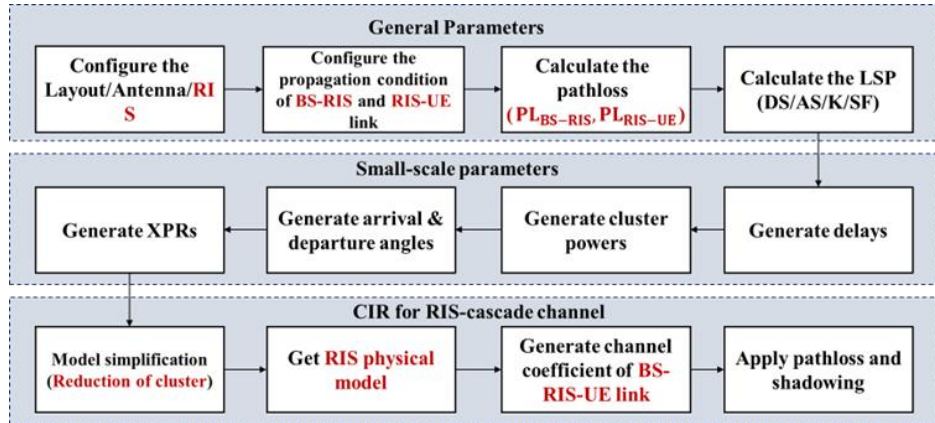 General Parameters
Configure the
Layout/Antenna/RI
S
Configure the
propagation condition
of BS-RIS and RIS-UE
link
Calculate the
pathloss
(PL_BS−RIS, PL_RIS−UE)
Calculate the LSP
(DS/AS/K/SF)
Small-scale parameters
Generate XPRs
Generate arrival &
departure angles
Generate cluster
powers
Generate delays
CIR for RIS-cascade channel
Model simplification
(Reduction of cluster)
Get RIS physical
model
Generate channel
coefficient of BS-
RIS-UE link
Apply pathloss and
shadowing